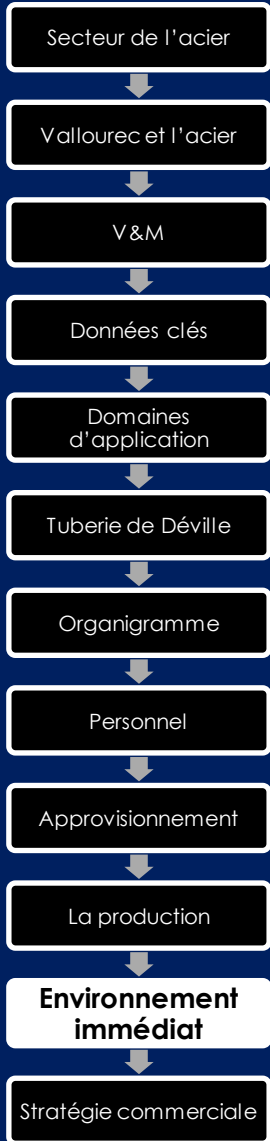 Secteur de l’acier
Vallourec et l’acier
V&M
Données clés
Domaines
d’application
Tuberie de Déville
Organigramme
Personnel
Approvisionnement
La production
Environnement
immédiat
Stratégie commerciale